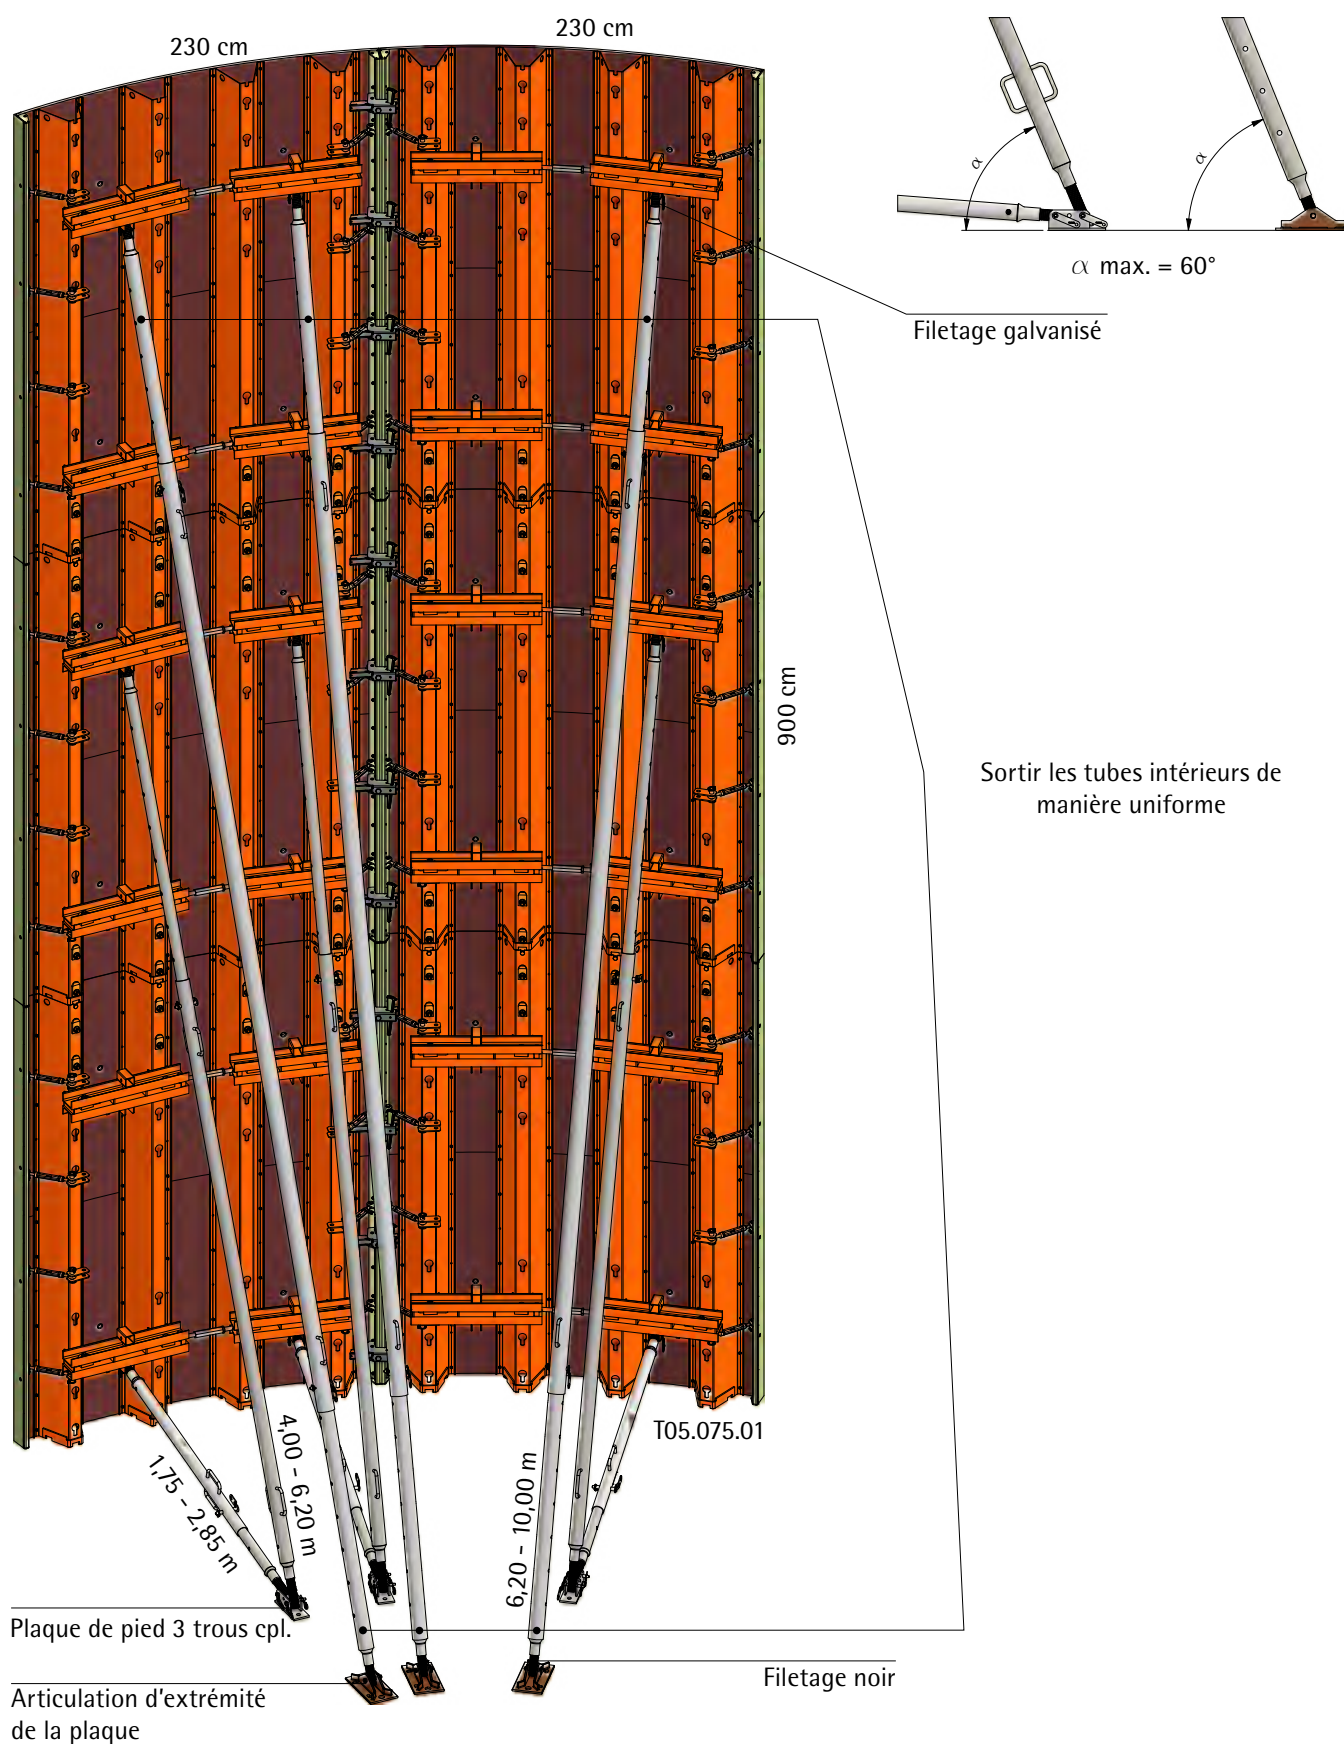 230 cm
230 cm
α
α
α max. = 60°
Filetage galvanisé
900 cm
Sortir les tubes intérieurs de
manière uniforme
T05.075.01
1,75 - 2,85 m
4,00 - 6,20 m
6,20 - 10,00 m
Plaque de pied 3 trous cpl.
Filetage noir
Articulation d'extrémité
de la plaque